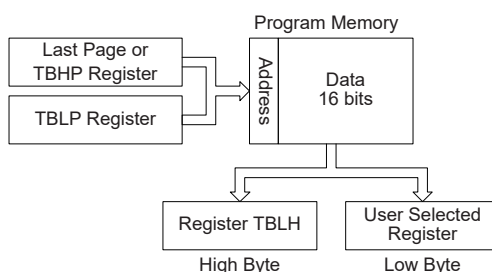 Program Memory
Last Page or
TBHP Register
TBLP Register
Address
Data
16 bits
Register TBLH
User Selected
Register
High Byte
Low Byte